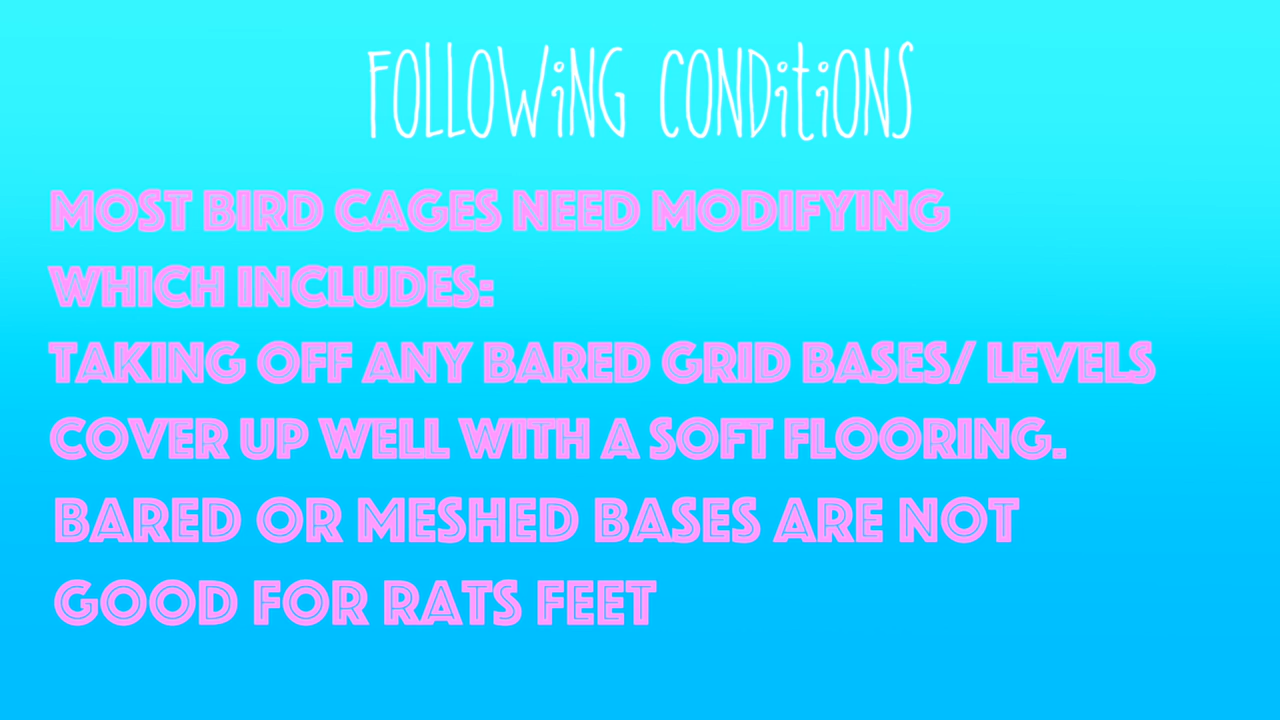 FOLLOWiNG CONDitiONS
MOST BIRD CAGES NEED MODIFYING
WHICH INCLUDES:
TAKING OFF ANY BARED GRID BASES/ LEVELS
COVER UP WELL WITH A SOFT FLOORING.
BARED OR MESHED BASES ARE NOT
GOOD FOR RATS FEET